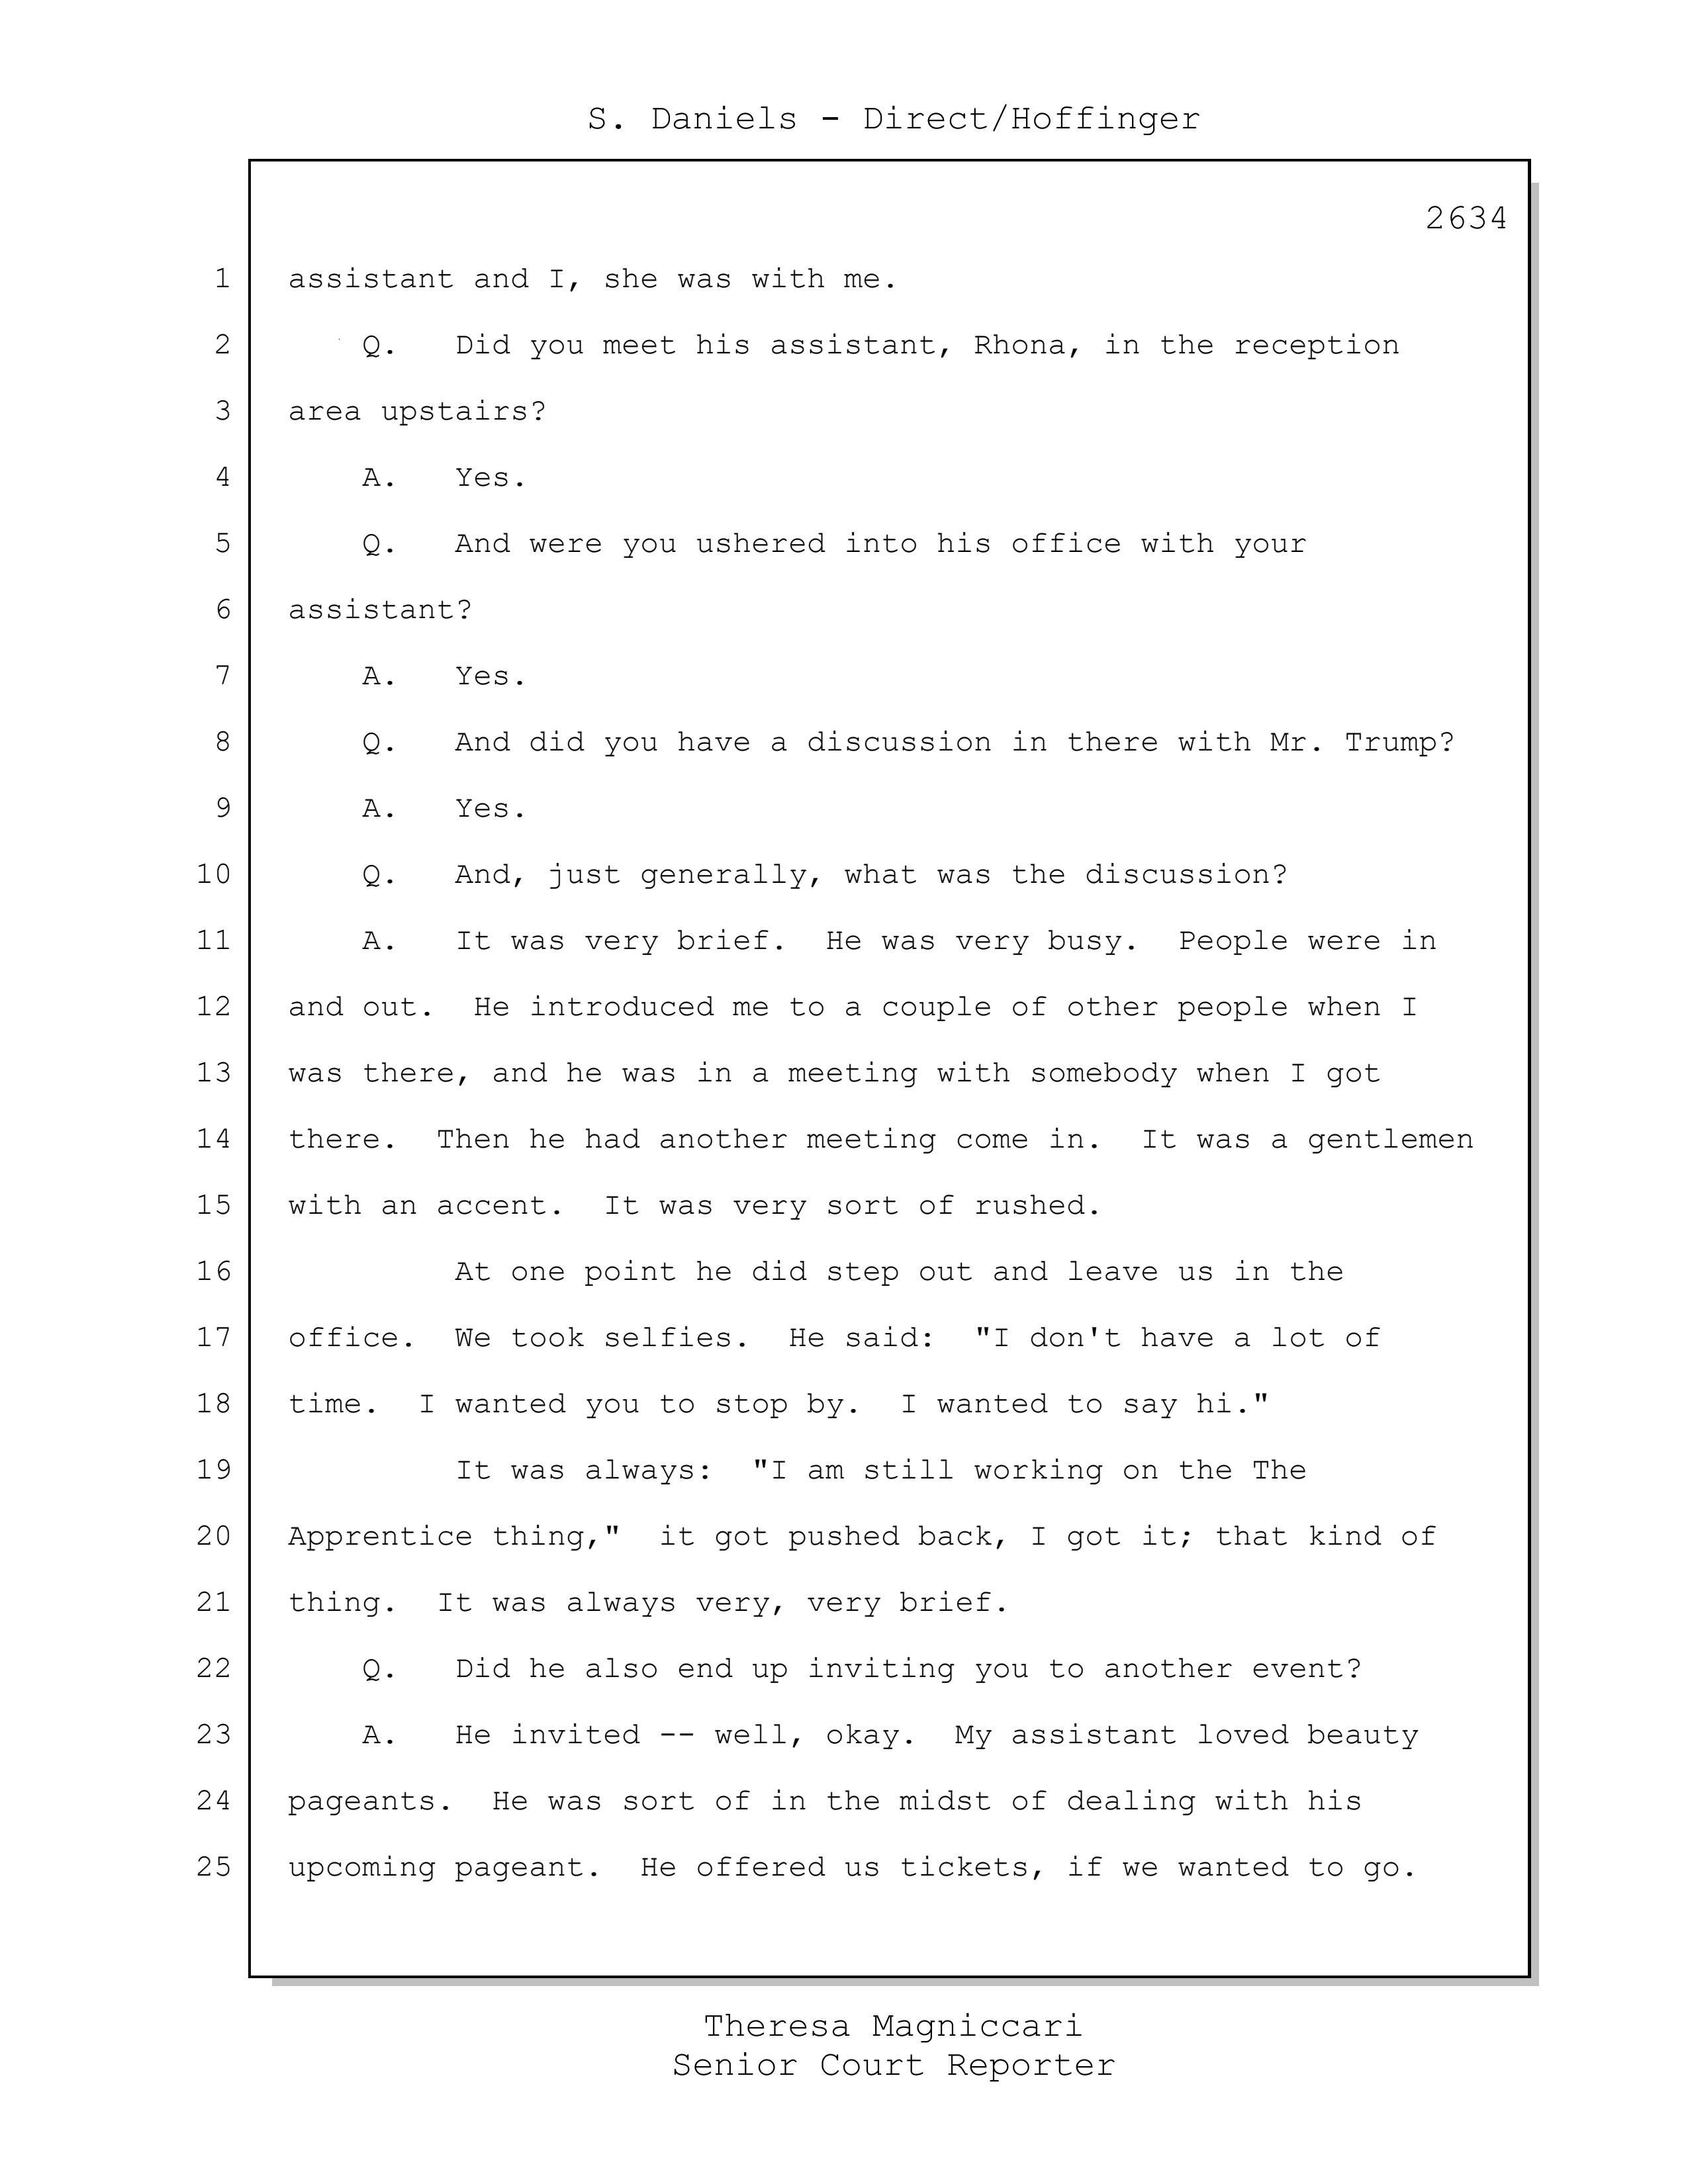 S. Daniels - Direct/Hoffinger
2634
1 assistant and I, she was with me.
2 Q. Did you meet his assistant, Rhona, in the reception
3 area upstairs?
4 A. Yes.
5 Q. And were you ushered into his office with your
6 assistant?
7 A. Yes.
8 Q. And did you have a discussion in there with Mr. Trump?
9 A. Yes.
10 Q. And, just generally, what was the discussion?
11 A. It was very brief. He was very busy. People were in
12 and out. He introduced me to a couple of other people when I
13 was there, and he was in a meeting with somebody when I got
14 there. Then he had another meeting come in. It was a gentlemen
15 with an accent. It was very sort of rushed.
16 At one point he did step out and leave us in the
17 office. We took selfies. He said: "I don't have a lot of
18 time. I wanted you to stop by. I wanted to say hi."
19 It was always: "I am still working on the The
20 Apprentice thing," it got pushed back, I got it; that kind of
21 thing. It was always very, very brief.
22 Q. Did he also end up inviting you to another event?
23 A. He invited -- well, okay. My assistant loved beauty
24 pageants. He was sort of in the midst of dealing with his
25 upcoming pageant. He offered us tickets, if we wanted to go.
Theresa Magniccari
Senior Court Reporter